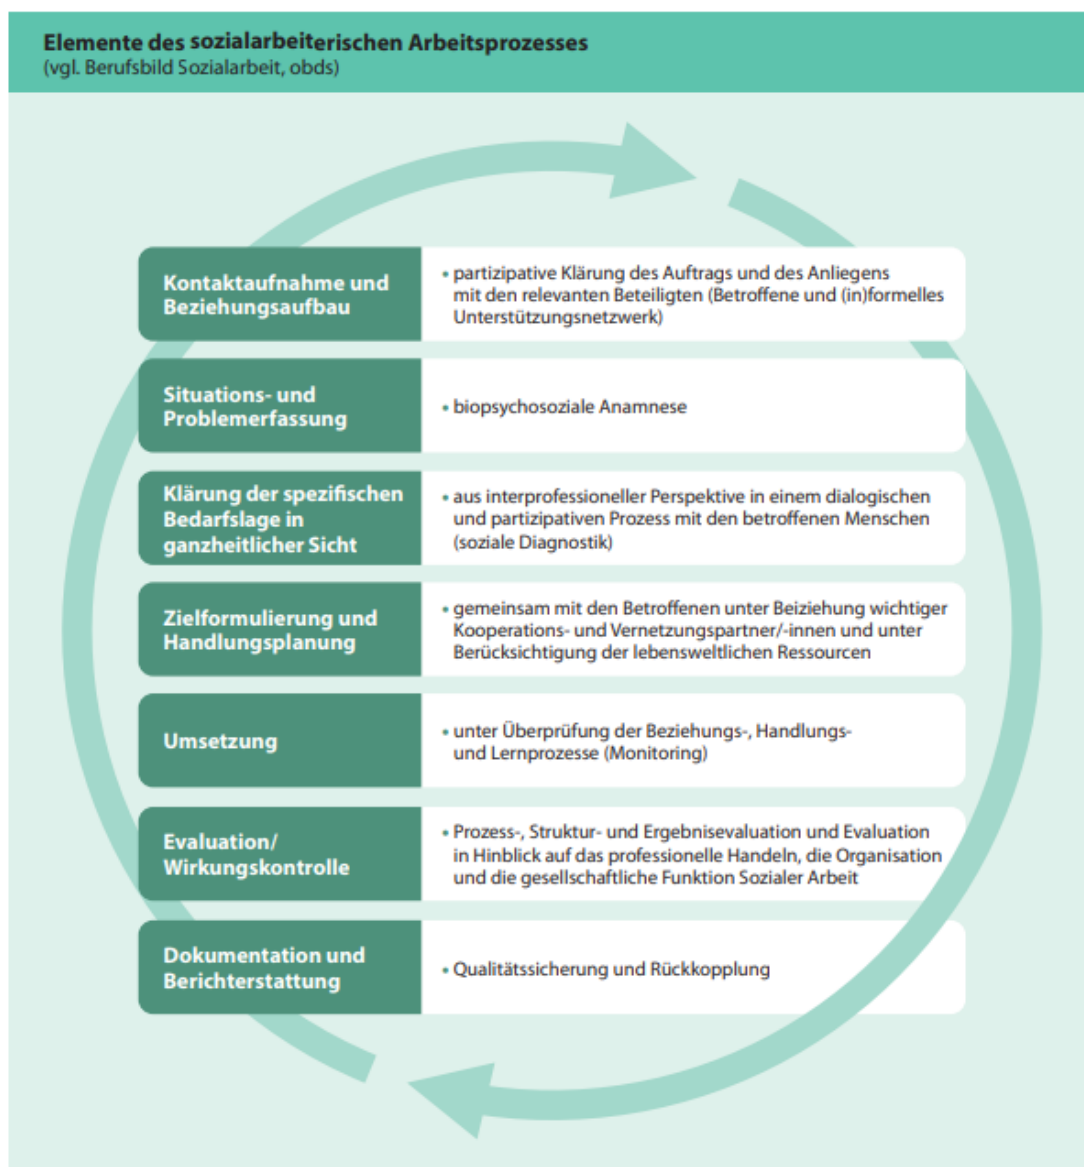 Elemente des sozialarbeiterischen Arbeitsprozesses
(vgl. Berufsbild Sozialarbeit, obds)
Kontaktaufnahme und
Beziehungsaufbau
• partizipative Klärung des Auftrags und des Anliegens
mit den relevanten Beteiligten (Betroffene und (in)formelles
Unterstützungsnetzwerk)
Situations- und
Problemerfassung
• biopsychosoziale Anamnese
Klärung der spezifischen
Bedarfslage in
ganzheitlicher Sicht
• aus interprofessioneller Perspektive in einem dialogischen
und partizipativen Prozess mit den betroffenen Menschen
(soziale Diagnostik)
Zielformulierung und
Handlungsplanung
• gemeinsam mit den Betroffenen unter Beiziehung wichtiger
Kooperations- und Vernetzungspartner/-innen und unter
Berücksichtigung der lebensweltlichen Ressourcen
Umsetzung
• unter Überprüfung der Beziehungs-, Handlungs-
und Lernprozesse (Monitoring)
Evaluation/
Wirkungskontrolle
• Prozess-, Struktur- und Ergebnisevaluation und Evaluation
in Hinblick auf das professionelle Handeln, die Organisation
und die gesellschaftliche Funktion Sozialer Arbeit
Dokumentation und
Berichterstattung
• Qualitätssicherung und Rückkopplung